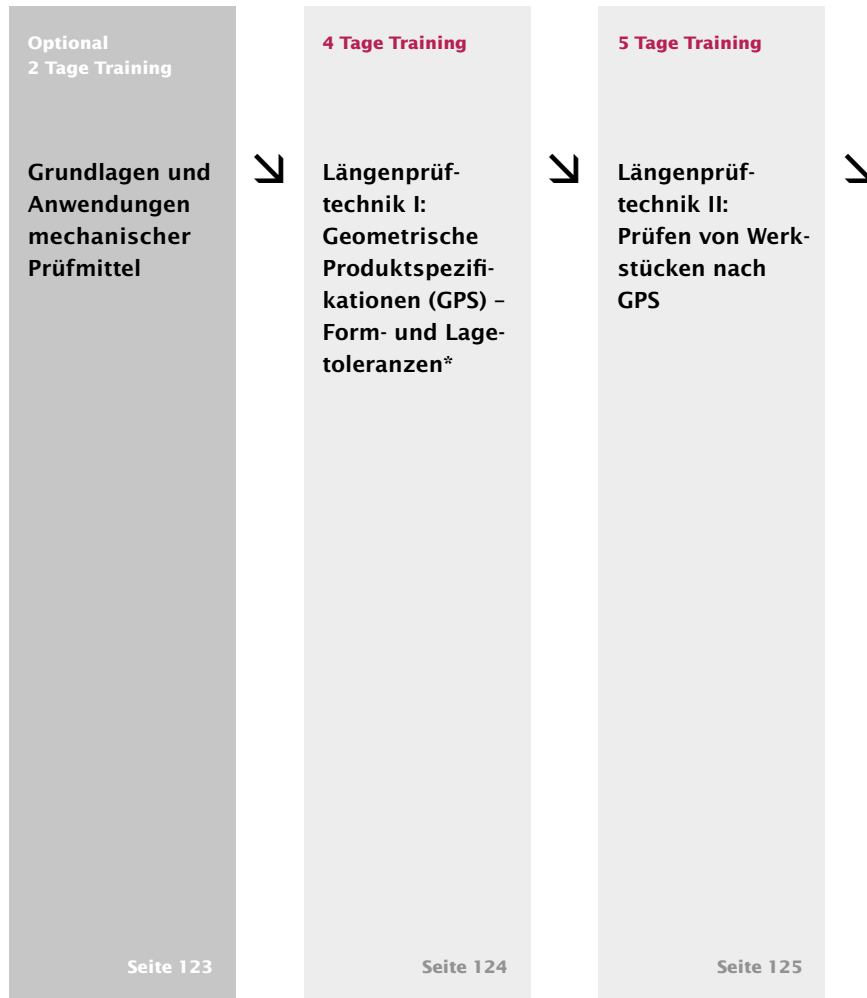 Optional
2 Tage Training
Grundlagen und
Anwendungen
mechanischer
Prüfmittel
Seite 123
4 Tage Training
Längenprüf-
technik I:
Geometrische
Produktspezifi-
kationen (GPS) –
Form- und Lage-
toleranzen*
Seite 124
5 Tage Training
Längenprüf-
technik II:
Prüfen von Werk-
stücken nach
GPS
Seite 125